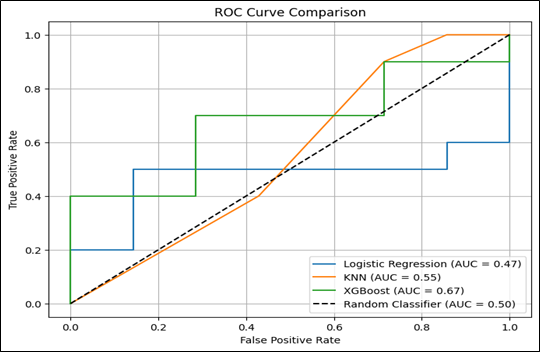 ROC Curve Comparison
True Positive Rate
1.0
0.8
0.6
0.4
0.2
0.0
Logistic Regression (AUC = 0.47)
KNN (AUC = 0.55)
XGBoost (AUC = 0.67)
Random Classifier (AUC = 0.50)
0.0 0.2 0.4 0.6 0.8 1.0
False Positive Rate